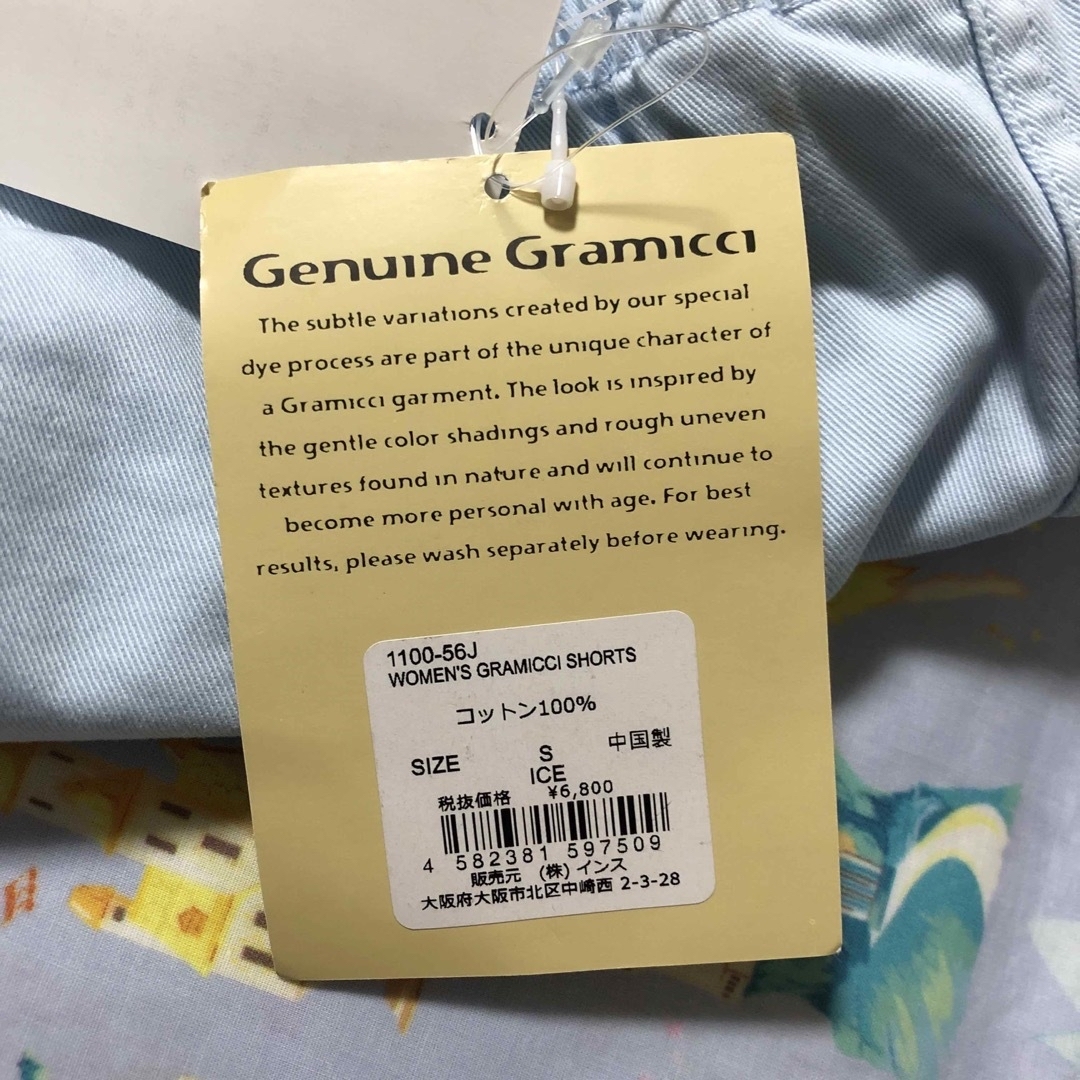 Genuine Gramicci
The subtle variations created by our special
dye process are part of the unique character of
a Gramicci garment. The look is inspired by
the gentle color shadings and rough uneven
textures found in nature and will continue to
become more personal with age. For best
results, please wash separately before wearing.
1100-56J
WOMEN'S GRAMICCI SHORTS
コットン100%
SIZE S 中国製
ICE
税抜価格 ¥6,800
4 582381 597509
販売元 (株)インス
大阪府大阪市北区中崎西 2-3-28